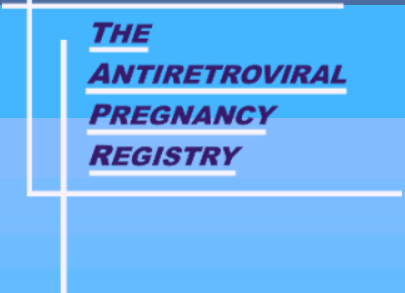 THE
ANTIRETROVIRAL
PREGNANCY
REGISTRY